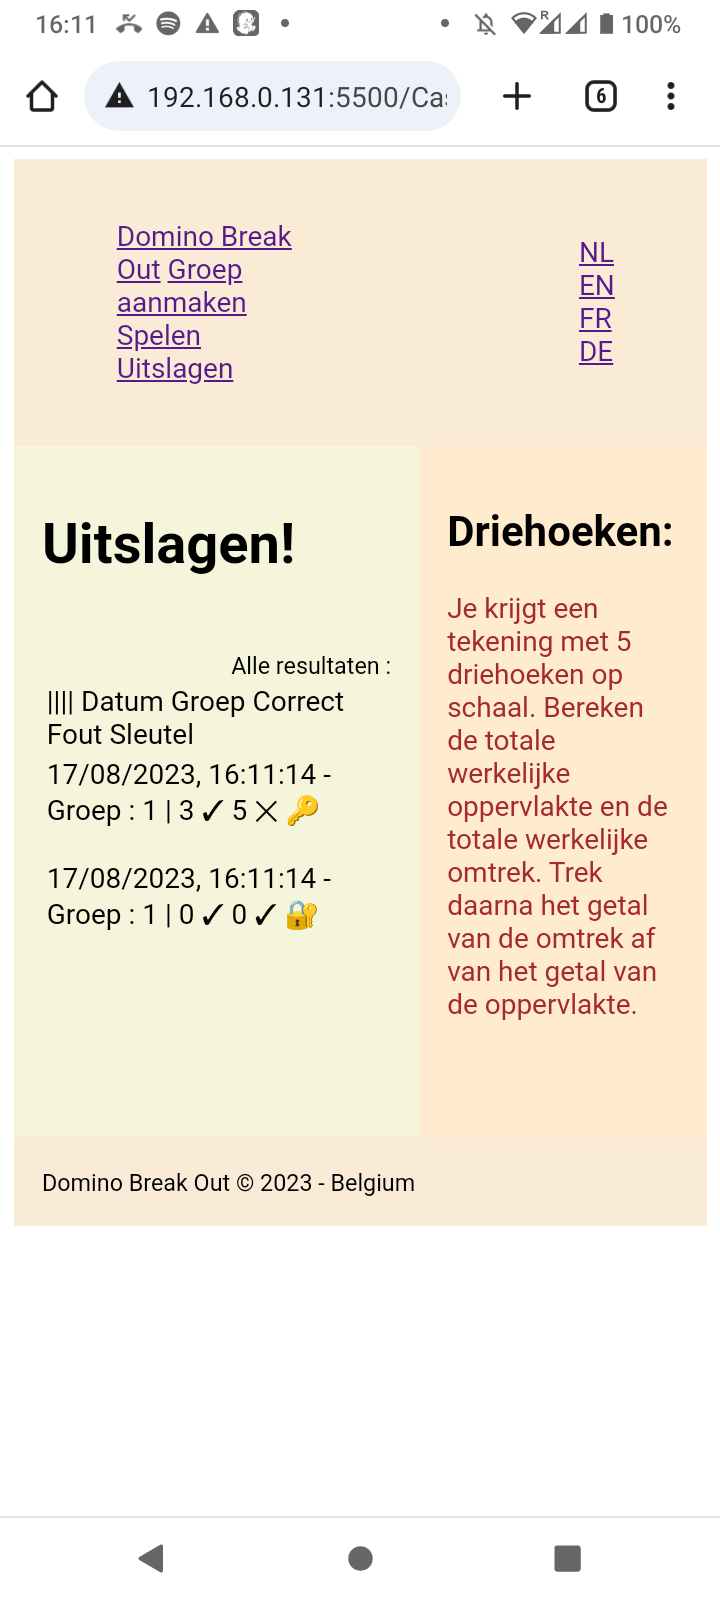 16:11
R
100%
192.168.0.131:5500/Ca
6
Domino Break
Out Groep
aanmaken
Spelen
Uitslagen
NL
EN
FR
DE
Uitslagen!
Alle resultaten :
|||| Datum Groep Correct
Fout Sleutel
17/08/2023, 16:11:14 -
Groep : 1 | 3 ✓ 5 ✕ 🔑
17/08/2023, 16:11:14 -
Groep : 1 | 0 ✓ 0 ✓ 🔐
Driehoeken:
Je krijgt een
tekening met 5
driehoeken op
schaal. Bereken
de totale
werkelijke
oppervlakte en de
totale werkelijke
omtrek. Trek
daarna het getal
van de omtrek af
van het getal van
de oppervlakte.
Domino Break Out © 2023 - Belgium